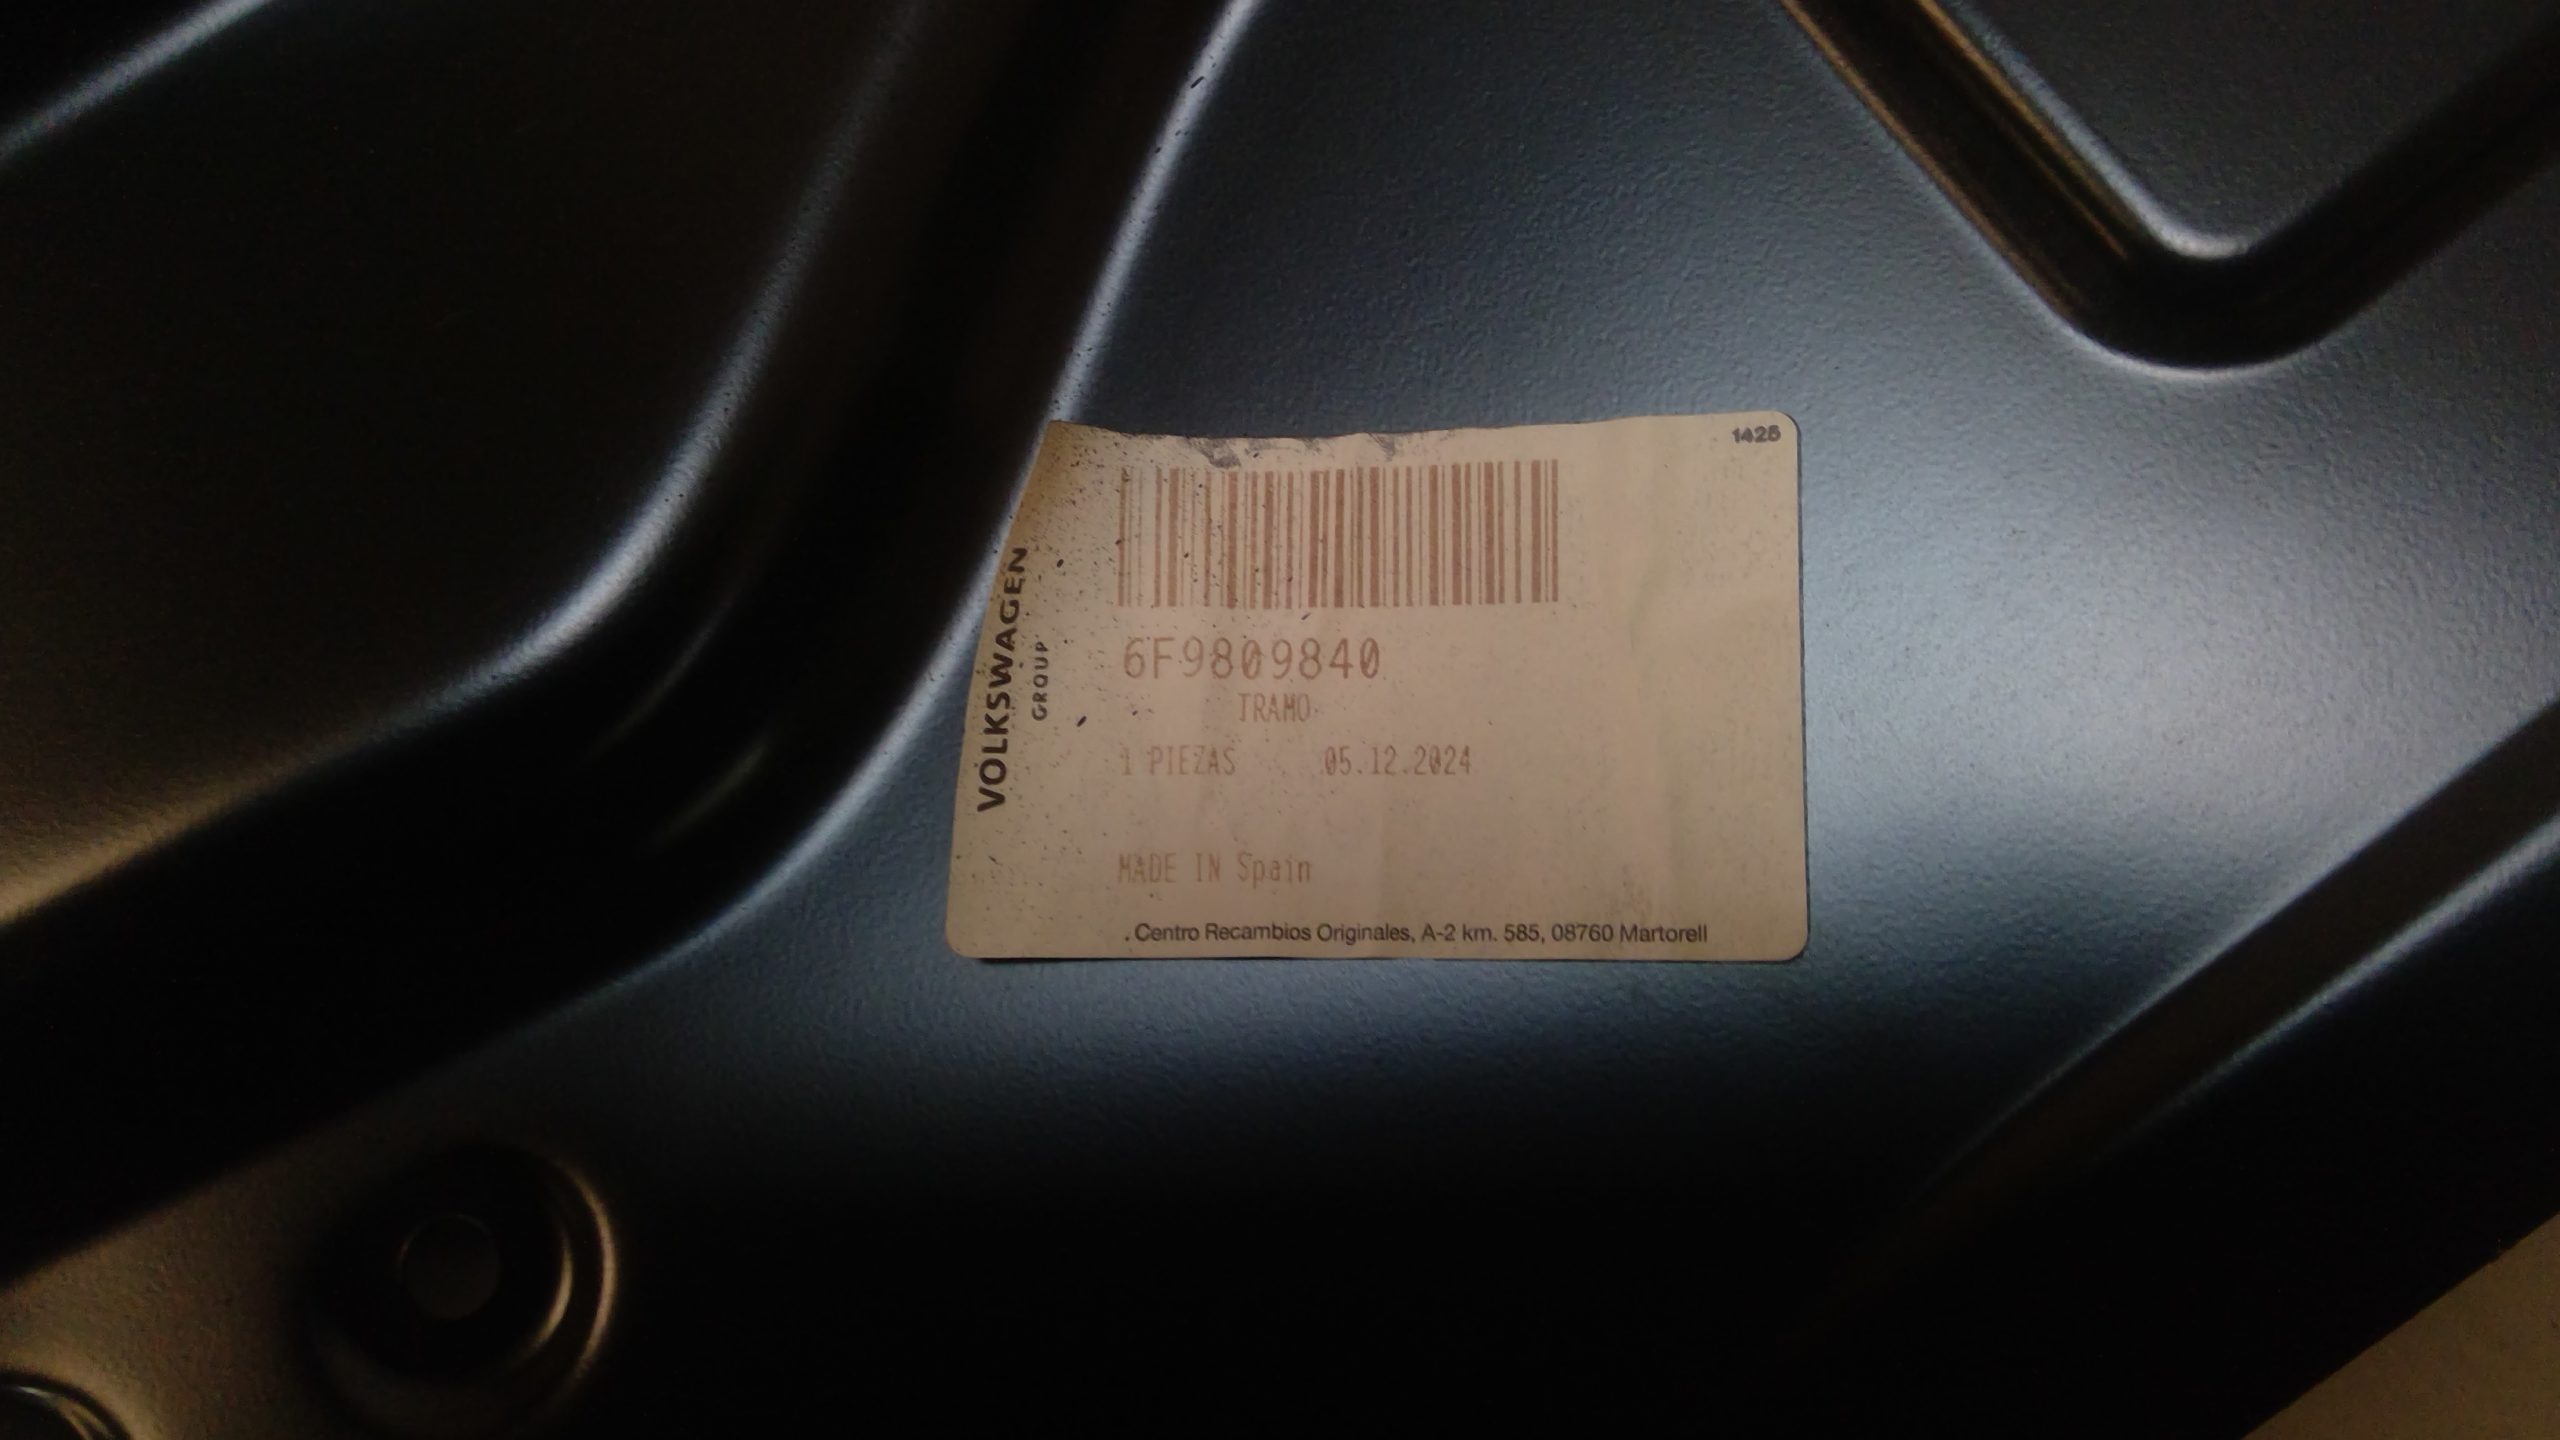 1425
VOLKSWAGEN
GROUP
6F9809840
TRAMO
1 PIEZAS 05.12.2024
MADE IN Spain
Centro Recambios Originales, A-2 km. 585, 08760 Martorell